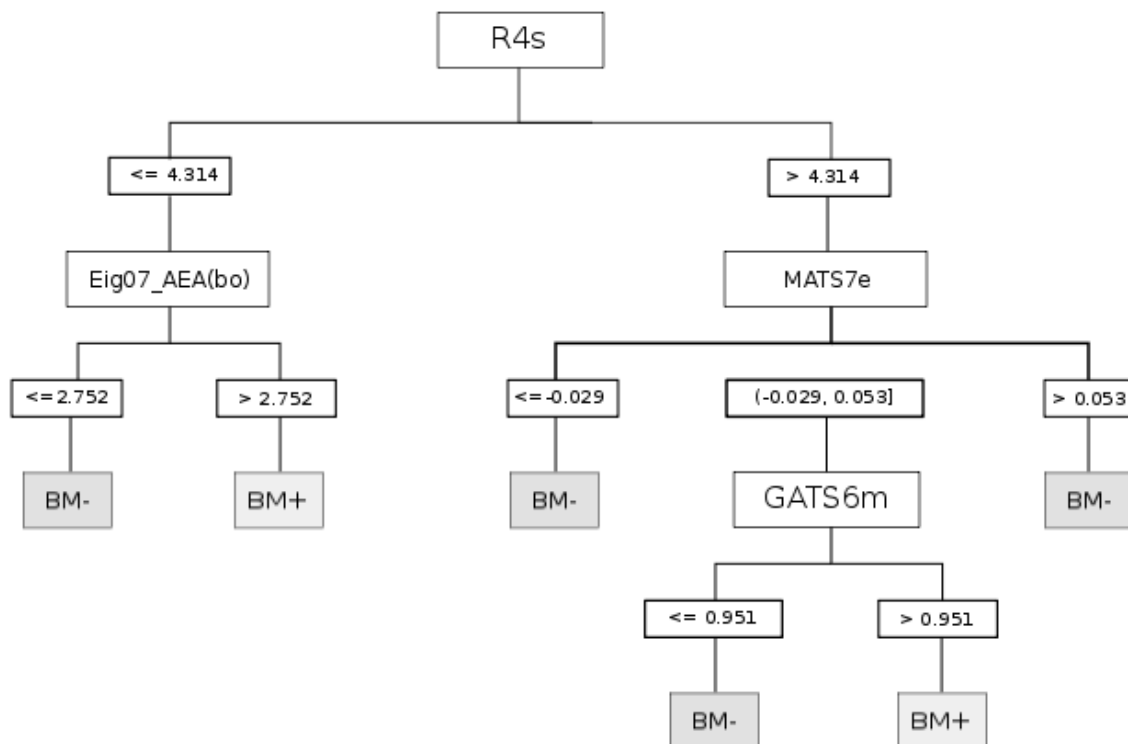 R4s
<= 4.314
> 4.314
Eig07_AEA(bo)
MATS7e
<=2.752
> 2.752
<=-0.029
(-0.029, 0.053]
> 0.053
BM-
BM+
BM-
GATS6m
BM-
<= 0.951
> 0.951
BM-
BM+